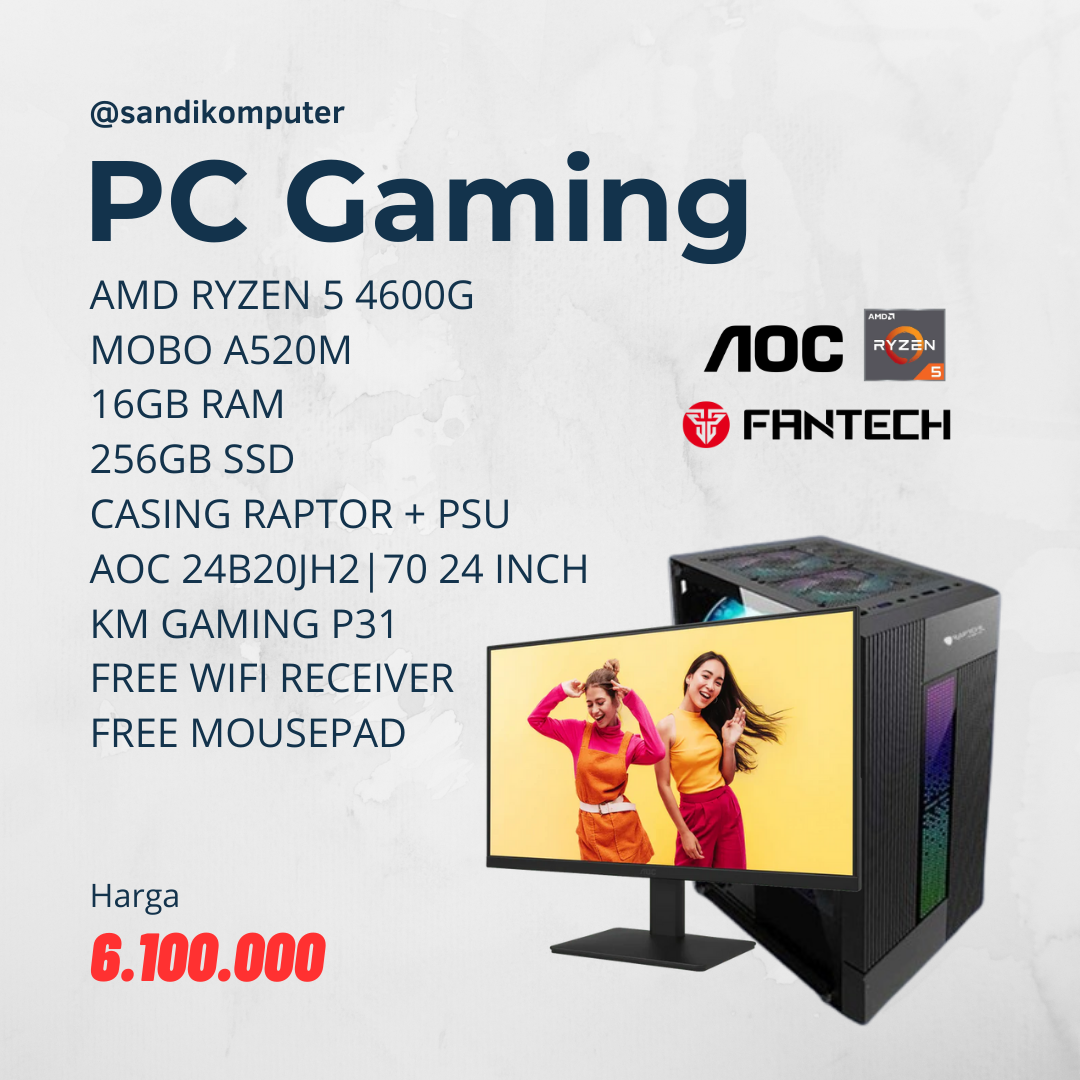 @sandikomputer
PC Gaming
AMD RYZEN 5 4600G
MOBO A520M
16GB RAM
256GB SSD
CASING RAPTOR + PSU
AOC 24B20JH2|70 24 INCH
KM GAMING P31
FREE WIFI RECEIVER
FREE MOUSEPAD
AOC
AMD
RYZEN
5
FANTECH
Harga
6.100.000